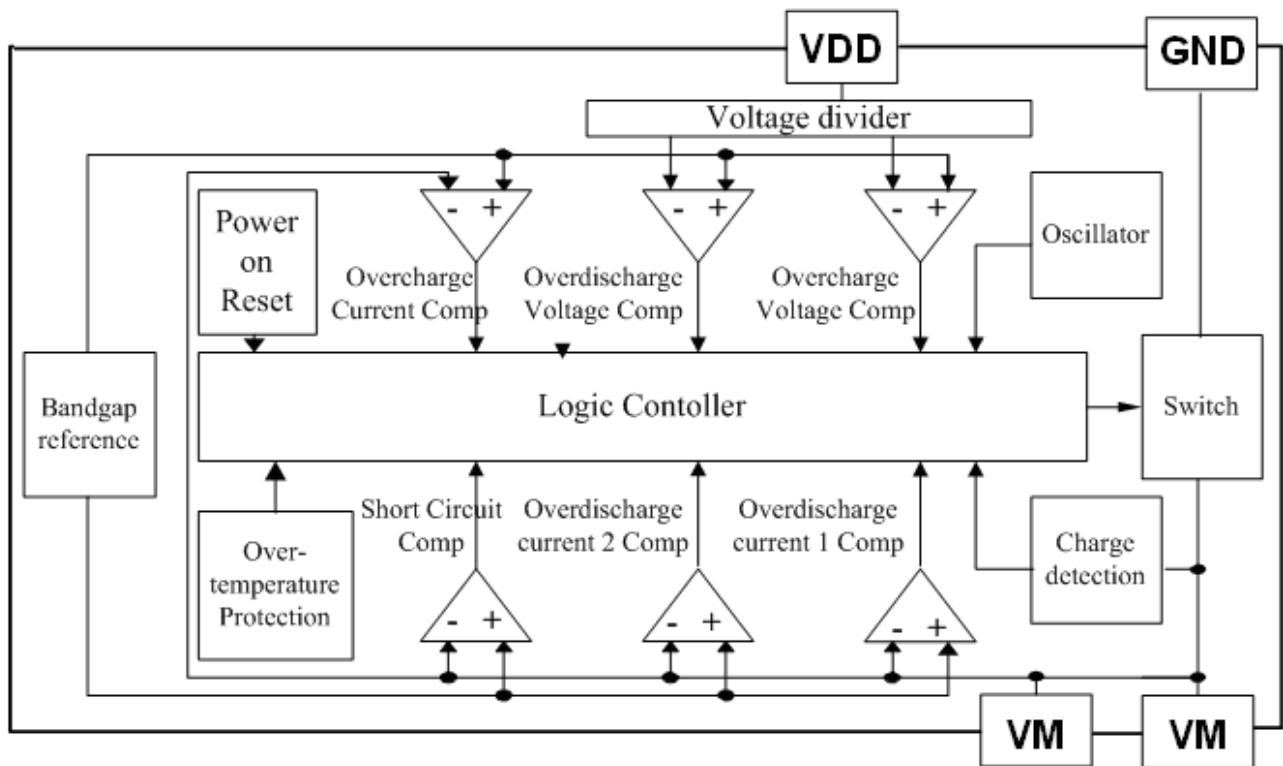 VDD
GND
Voltage divider
- +
- +
- +
Power
on
Reset
Oscillator
Overcharge
Current Comp
Overdischarge
Voltage Comp
Overcharge
Voltage Comp
Bandgap
reference
Logic Contoller
Switch
Short Circuit
Comp
Overdischarge
current 2 Comp
Overdischarge
current 1 Comp
Charge
detection
Over-
temperature
Protection
- +
- +
- +
VM
VM